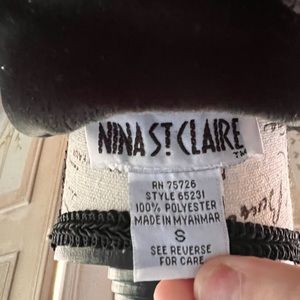 NINA ST. CLAIRE
TM
RN 75726
STYLE 65231
100% POLYESTER
MADE IN MYANMAR
S
SEE REVERSE
FOR CARE